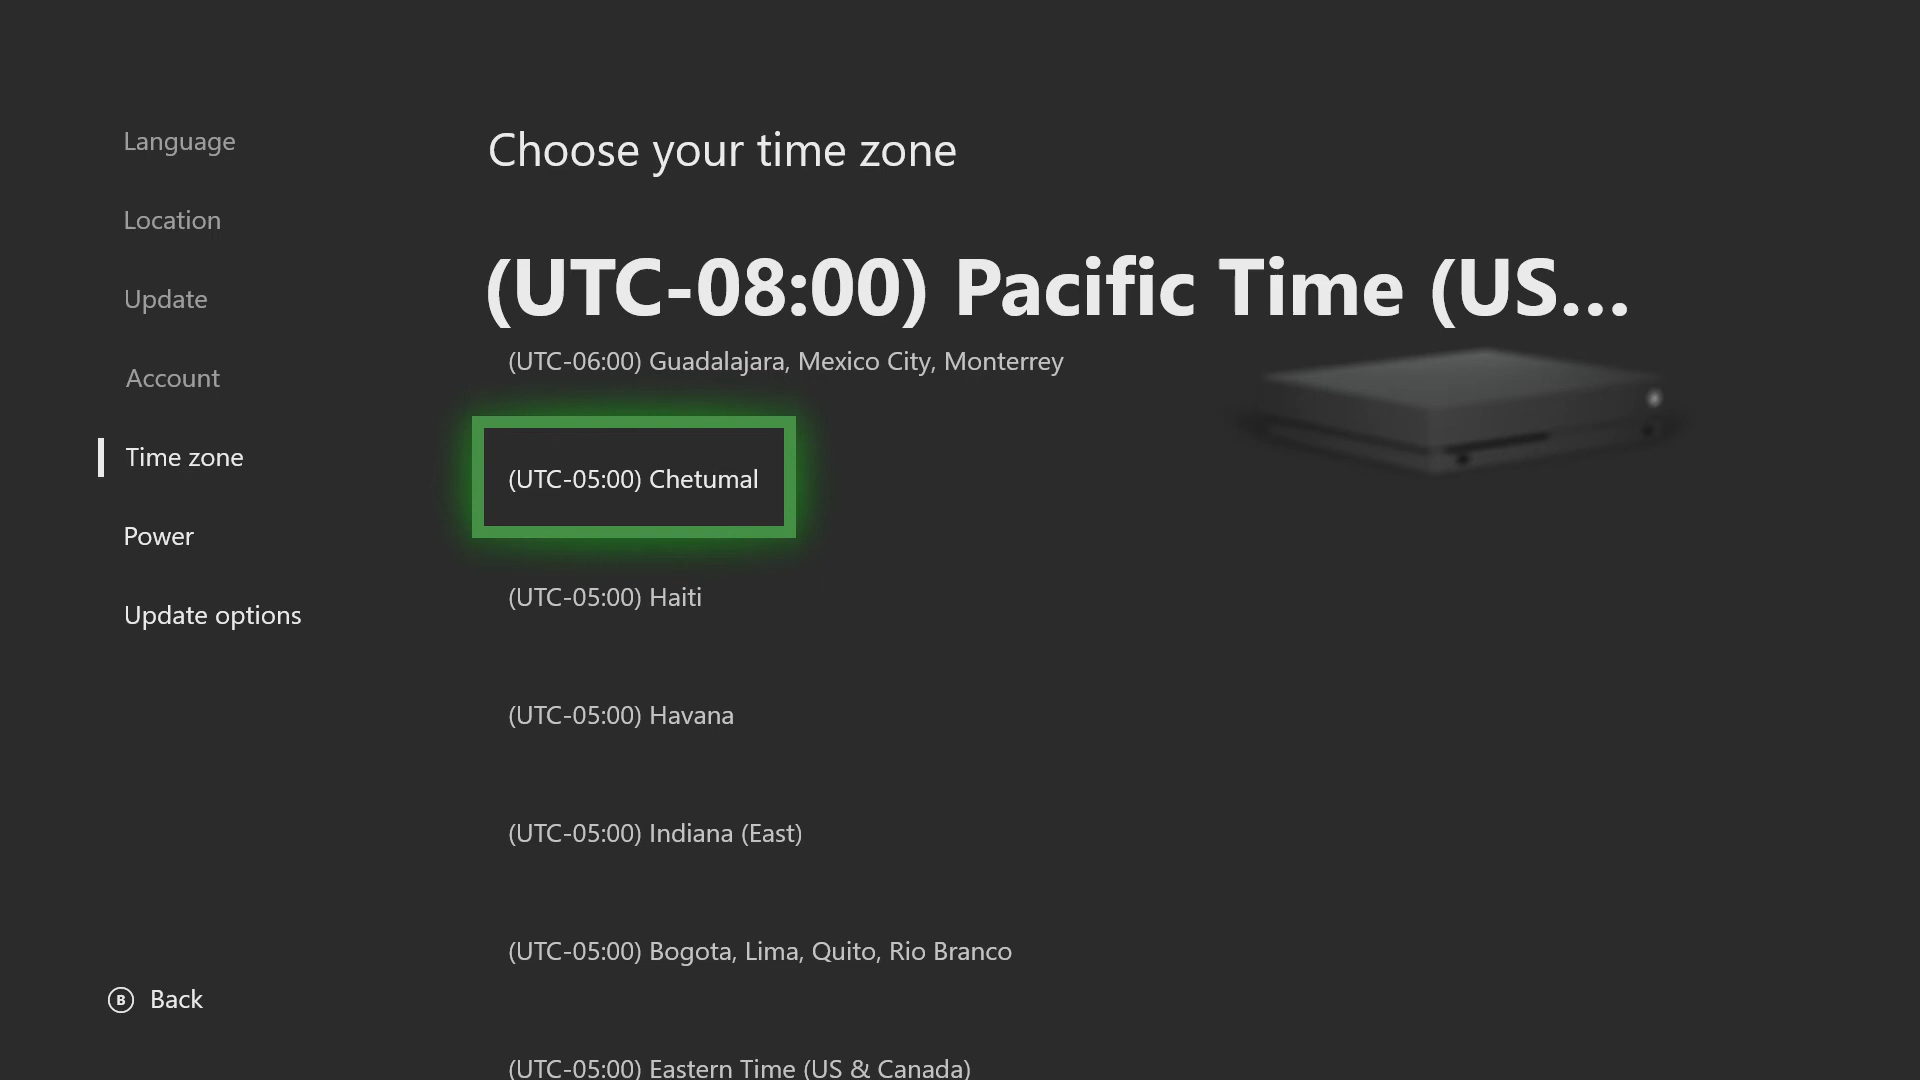 Language
Location
Update
Account
Time zone
Power
Update options
B Back
Choose your time zone
(UTC-08:00) Pacific Time (US...
(UTC-06:00) Guadalajara, Mexico City, Monterrey
(UTC-05:00) Chetumal
(UTC-05:00) Haiti
(UTC-05:00) Havana
(UTC-05:00) Indiana (East)
(UTC-05:00) Bogota, Lima, Quito, Rio Branco
(UTC-05:00) Eastern Time (US & Canada)